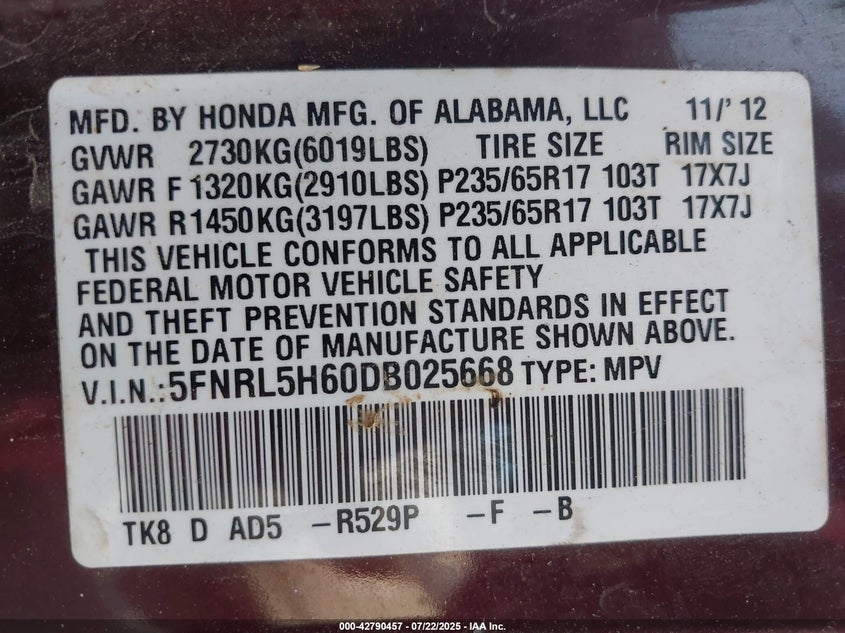 MFD. BY HONDA MFG. OF ALABAMA, LLC 11/' 12
GVWR 2730KG(6019LBS) TIRE SIZE RIM SIZE
GAWR F 1320KG(2910LBS) P235/65R17 103T 17X7J
GAWR R1450KG(3197LBS) P235/65R17 103T 17X7J
THIS VEHICLE CONFORMS TO ALL APPLICABLE
FEDERAL MOTOR VEHICLE SAFETY
AND THEFT PREVENTION STANDARDS IN EFFECT
ON THE DATE OF MANUFACTURE SHOWN ABOVE.
V.I.N.:5FNRL5H60DB025668 TYPE: MPV
TK8 D AD5 -R529P -F -B
000-42790457 - 07/22/2025 - IAA Inc.